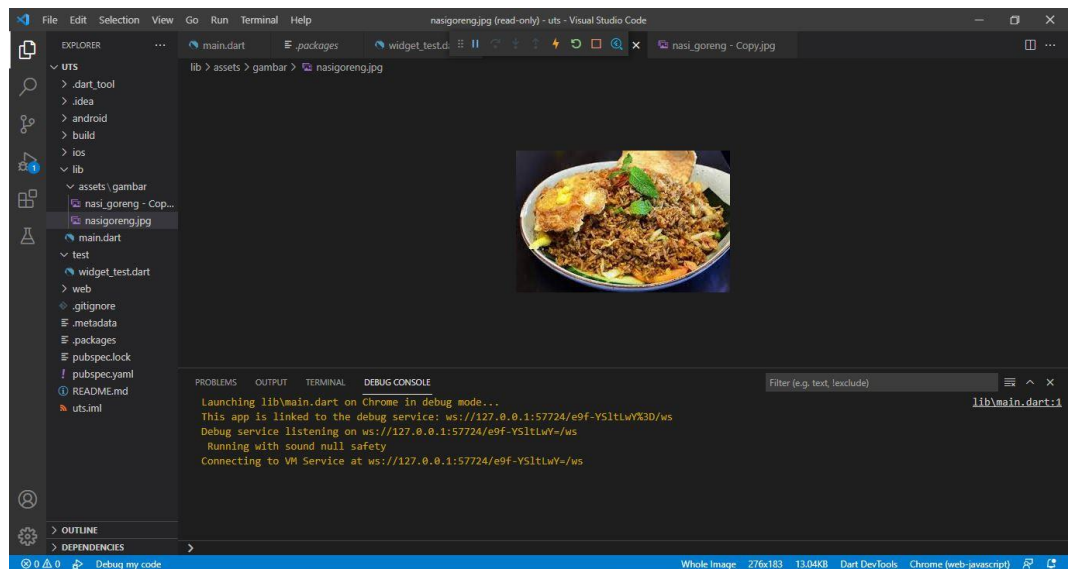 File Edit Selection View Go Run Terminal Help nasigoreng.jpg (read-only) - uts - Visual Studio Code
EXPLORER ...
main.dart .packages widget_test.d nasi_goreng - Copy.jpg
UTS
lib > assets > gambar > nasigoreng.jpg
> .dart_tool
> .idea
> android
> build
> ios
lib
assets \ gambar
nasi_goreng - Cop...
nasigoreng.jpg
main.dart
test
widget_test.dart
> web
.gitignore
.metadata
.packages
pubspec.lock
! pubspec.yaml
README.md
uts.iml
1
PROBLEMS OUTPUT TERMINAL DEBUG CONSOLE Filter (e.g. text, !exclude)
Launching lib\main.dart on Chrome in debug mode... lib\main.dart:1
This app is linked to the debug service: ws://127.0.0.1:57724/e9f-YSltLwY%3D/ws
Debug service listening on ws://127.0.0.1:57724/e9f-YSltLwY=/ws
Running with sound null safety
Connecting to VM Service at ws://127.0.0.1:57724/e9f-YSltLwY=/ws
> OUTLINE
> DEPENDENCIES
>
0 0 Debug my code Whole Image 276x183 13.04KB Dart DevTools Chrome (web-javascript)